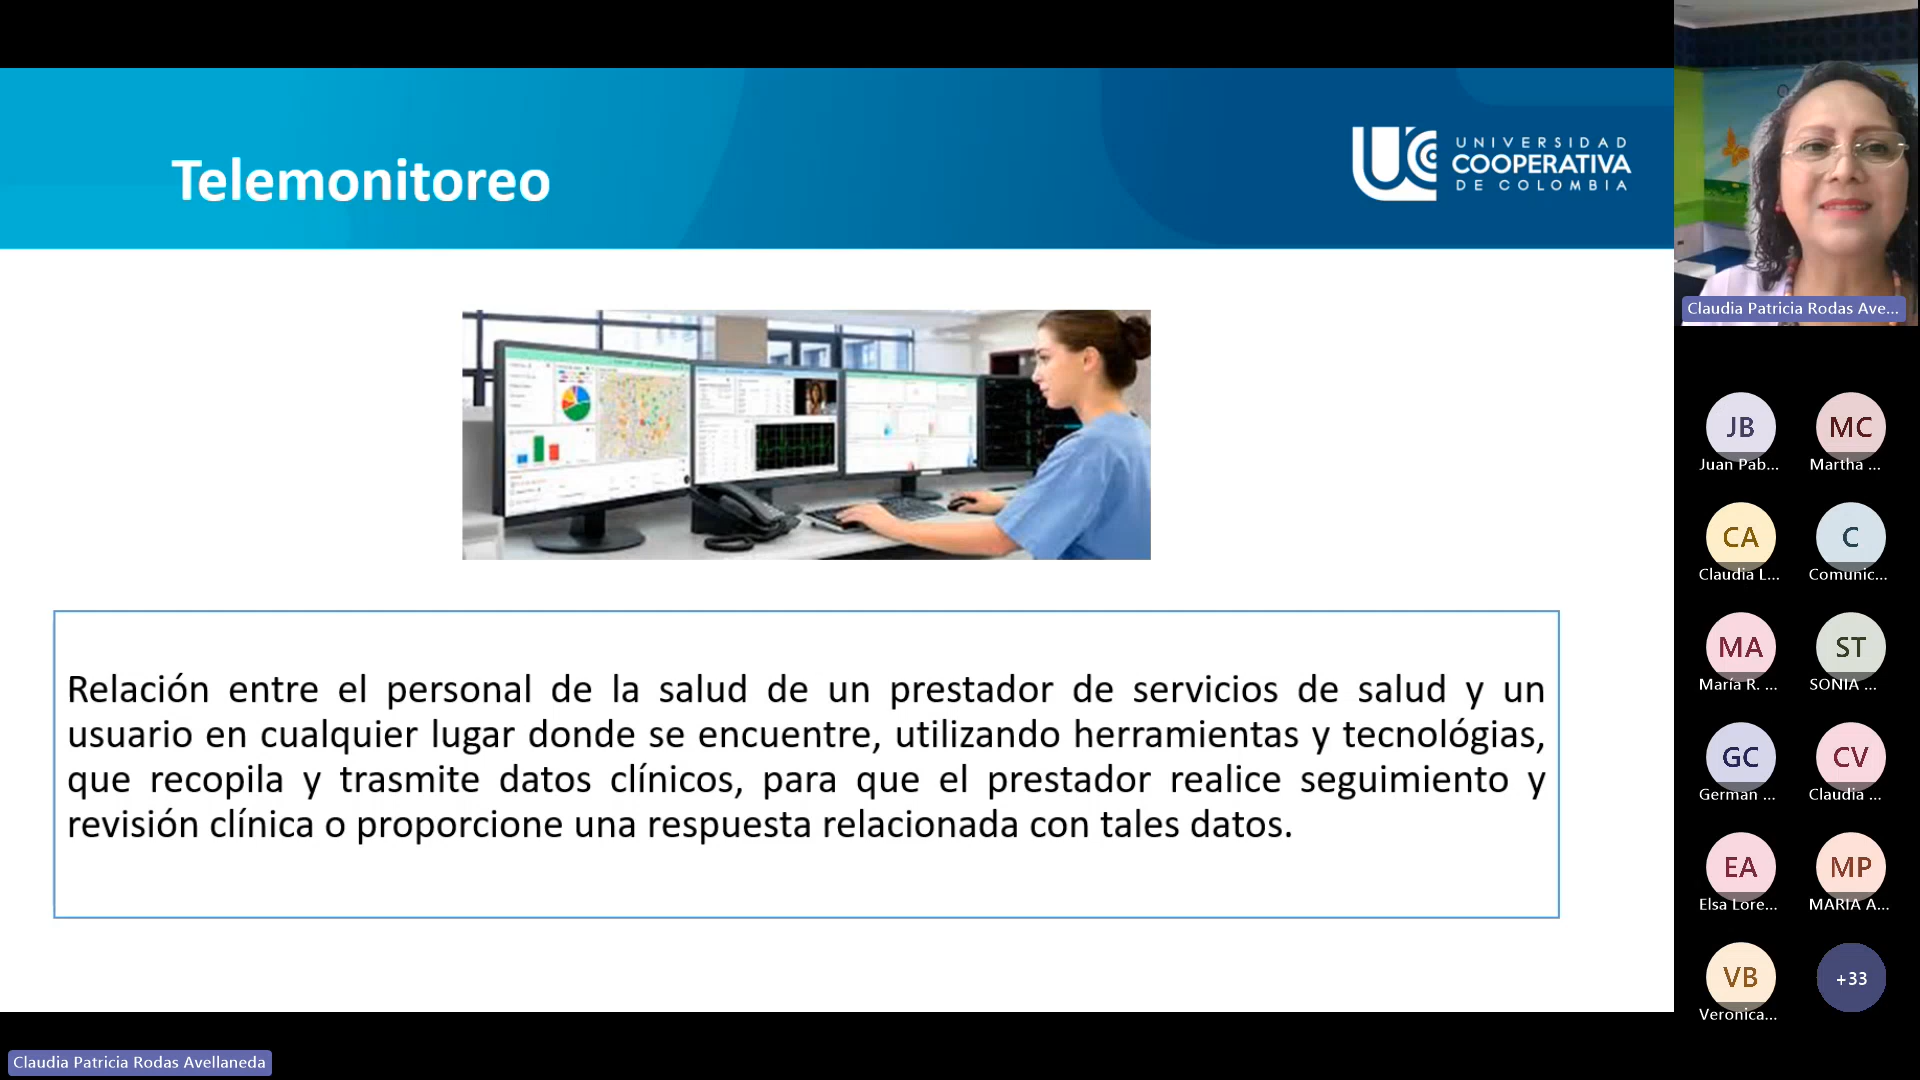 Telemonitoreo
UNIVERSIDAD
COOPERATIVA
DE COLOMBIA
Relación entre el personal de la salud de un prestador de servicios de salud y un
usuario en cualquier lugar donde se encuentre, utilizando herramientas y tecnológias,
que recopila y trasmite datos clínicos, para que el prestador realice seguimiento y
revisión clínica o proporcione una respuesta relacionada con tales datos.
Claudia Patricia Rodas Ave...
JB
MC
Juan Pab...
Martha ...
CA
C
Claudia L...
Comunic...
MA
ST
María R. ...
SONIA ...
GC
CV
German ...
Claudia ...
EA
MP
Elsa Lore...
MARIA A...
VB
+33
Veronica...
Claudia Patricia Rodas Avellaneda